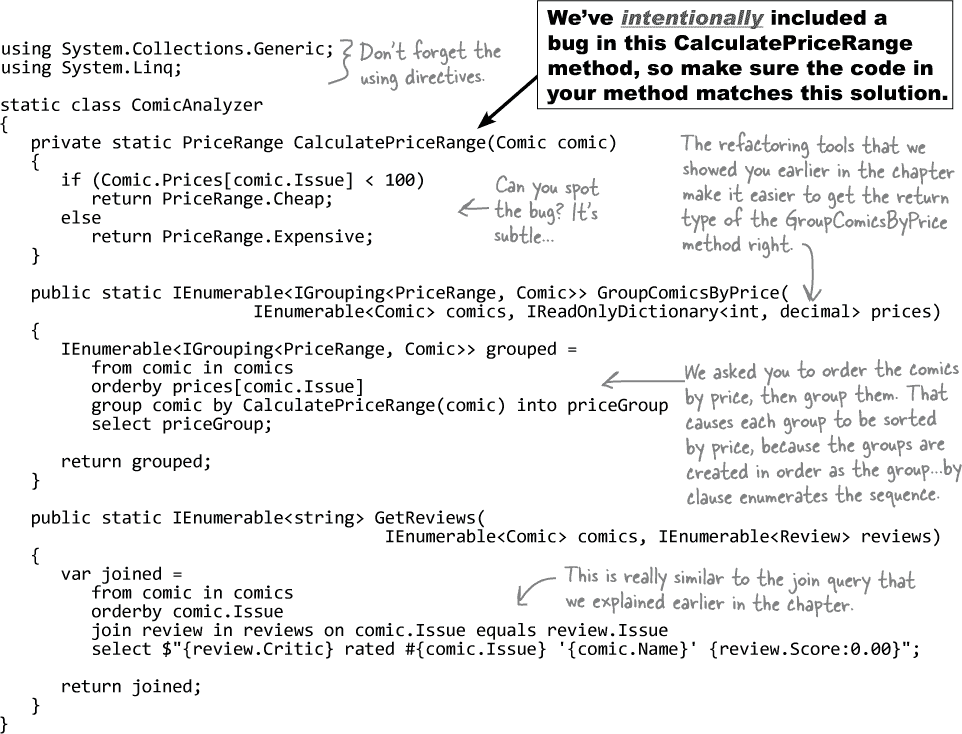 We've intentionally included a
bug in this CalculatePriceRange
method, so make sure the code in
your method matches this solution.
using System.Collections.Generic;
using System.Linq;
Don't forget the
using directives.
static class ComicAnalyzer
{
private static PriceRange CalculatePriceRange(Comic comic)
{
if (Comic.Prices[comic.Issue] < 100)
return PriceRange.Cheap;
else
return PriceRange.Expensive;
}
Can you spot
the bug? It's
subtle...
The refactoring tools that we
showed you earlier in the chapter
make it easier to get the return
type of the GroupComicsByPrice
method right.
public static IEnumerable<IGrouping<PriceRange, Comic>> GroupComicsByPrice(
IEnumerable<Comic> comics, IReadOnlyDictionary<int, decimal> prices)
{
IEnumerable<IGrouping<PriceRange, Comic>> grouped =
from comic in comics
orderby prices[comic.Issue]
group comic by CalculatePriceRange(comic) into priceGroup
select priceGroup;
return grouped;
}
We asked you to order the comics
by price, then group them. That
causes each group to be sorted
by price, because the groups are
created in order as the group...by
clause enumerates the sequence.
public static IEnumerable<string> GetReviews(
IEnumerable<Comic> comics, IEnumerable<Review> reviews)
{
var joined =
from comic in comics
orderby comic.Issue
join review in reviews on comic.Issue equals review.Issue
select $"{review.Critic} rated #{comic.Issue} '{comic.Name}' {review.Score:0.00}";
This is really similar to the join query that
we explained earlier in the chapter.
return joined;
}
}